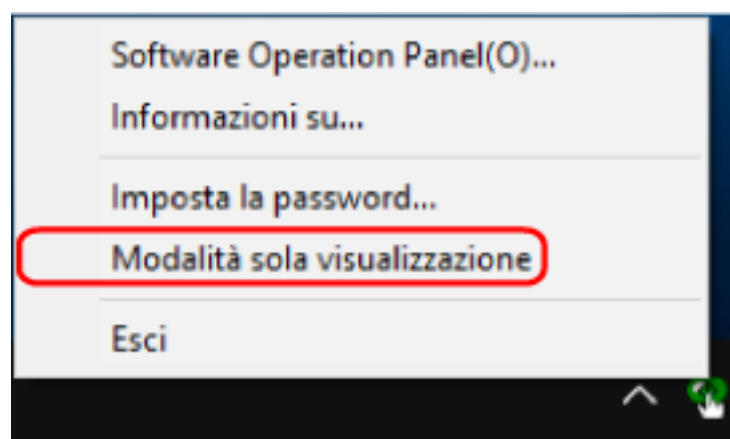 Software Operation Panel(O)...
Informazioni su...
Imposta la password...
Modalità sola visualizzazione
Esci